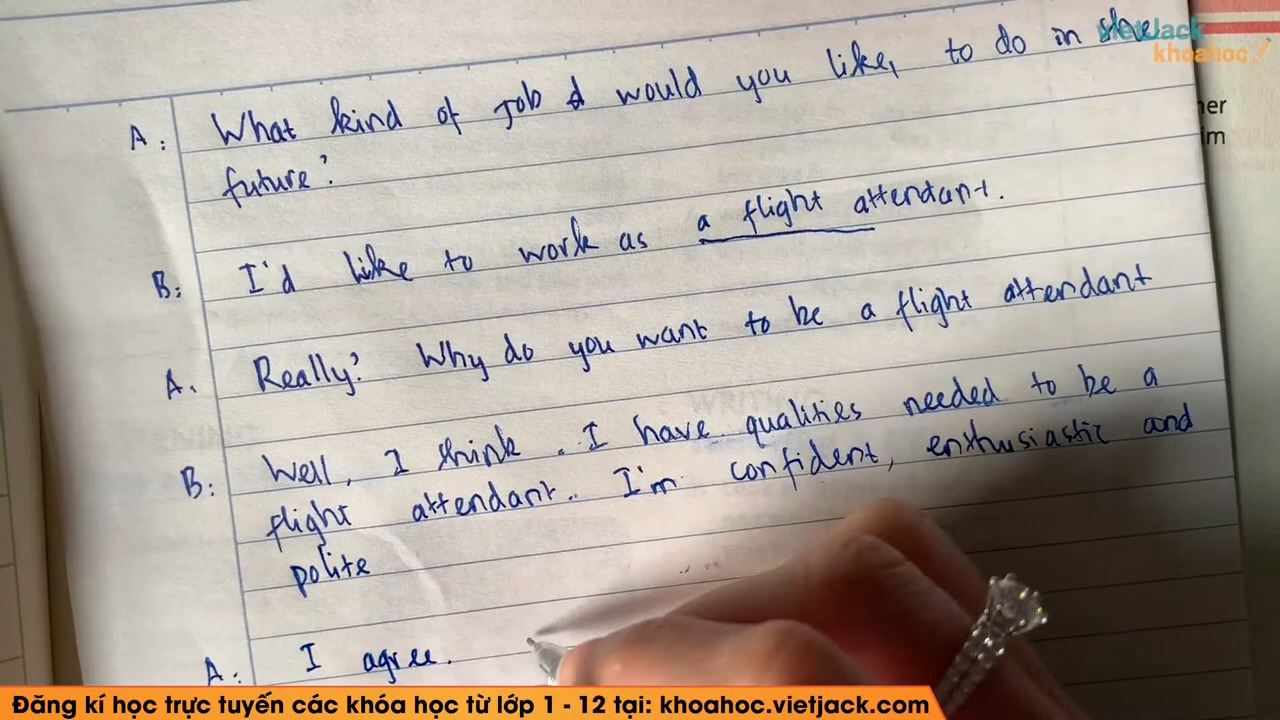 vietJack
khoahoc!
A: What kind of Job would you like, to do in the
future?
B: I'd like to work as a flight attendant.
A. Really? Why do you want to be a flight attendant
B: Well, I think. I have qualities needed to be a
flight attendant. I'm confident, enthusiastic and
polite
A: I agree.
her
im
Đăng kí học trực tuyến các khóa học từ lớp 1 - 12 tại: khoahoc.vietjack.com